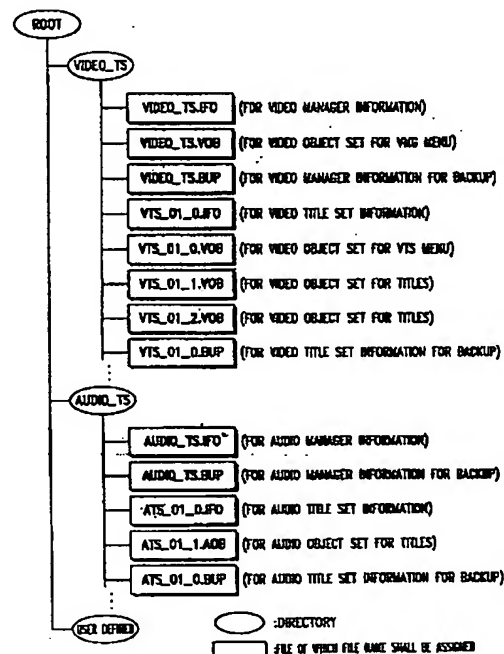 ROOT
VIDEO_TS
VIDEO_TS.IFO (FOR VIDEO MANAGER INFORMATION)
VIDEO_TS.VOB (FOR VIDEO OBJECT SET FOR VMG MENU)
VIDEO_TS.BUP (FOR VIDEO MANAGER INFORMATION FOR BACKUP)
VTS_01_0.IFO (FOR VIDEO TITLE SET INFORMATION)
VTS_01_0.VOB (FOR VIDEO OBJECT SET FOR VTS MENU)
VTS_01_1.VOB (FOR VIDEO OBJECT SET FOR TITLES)
VTS_01_2.VOB (FOR VIDEO OBJECT SET FOR TITLES)
VTS_01_0.BUP (FOR VIDEO TITLE SET INFORMATION FOR BACKUP)
AUDIO_TS
AUDIO_TS.IFO (FOR AUDIO MANAGER INFORMATION)
AUDIO_TS.BUP (FOR AUDIO MANAGER INFORMATION FOR BACKUP)
ATS_01_0.IFO (FOR AUDIO TITLE SET INFORMATION)
ATS_01_1.AOB (FOR AUDIO OBJECT SET FOR TITLES)
ATS_01_0.BUP (FOR AUDIO TITLE SET INFORMATION FOR BACKUP)
USER DEFINED
:DIRECTORY
:FILE OF WHICH FILE NAME SHALL BE ASSIGNED